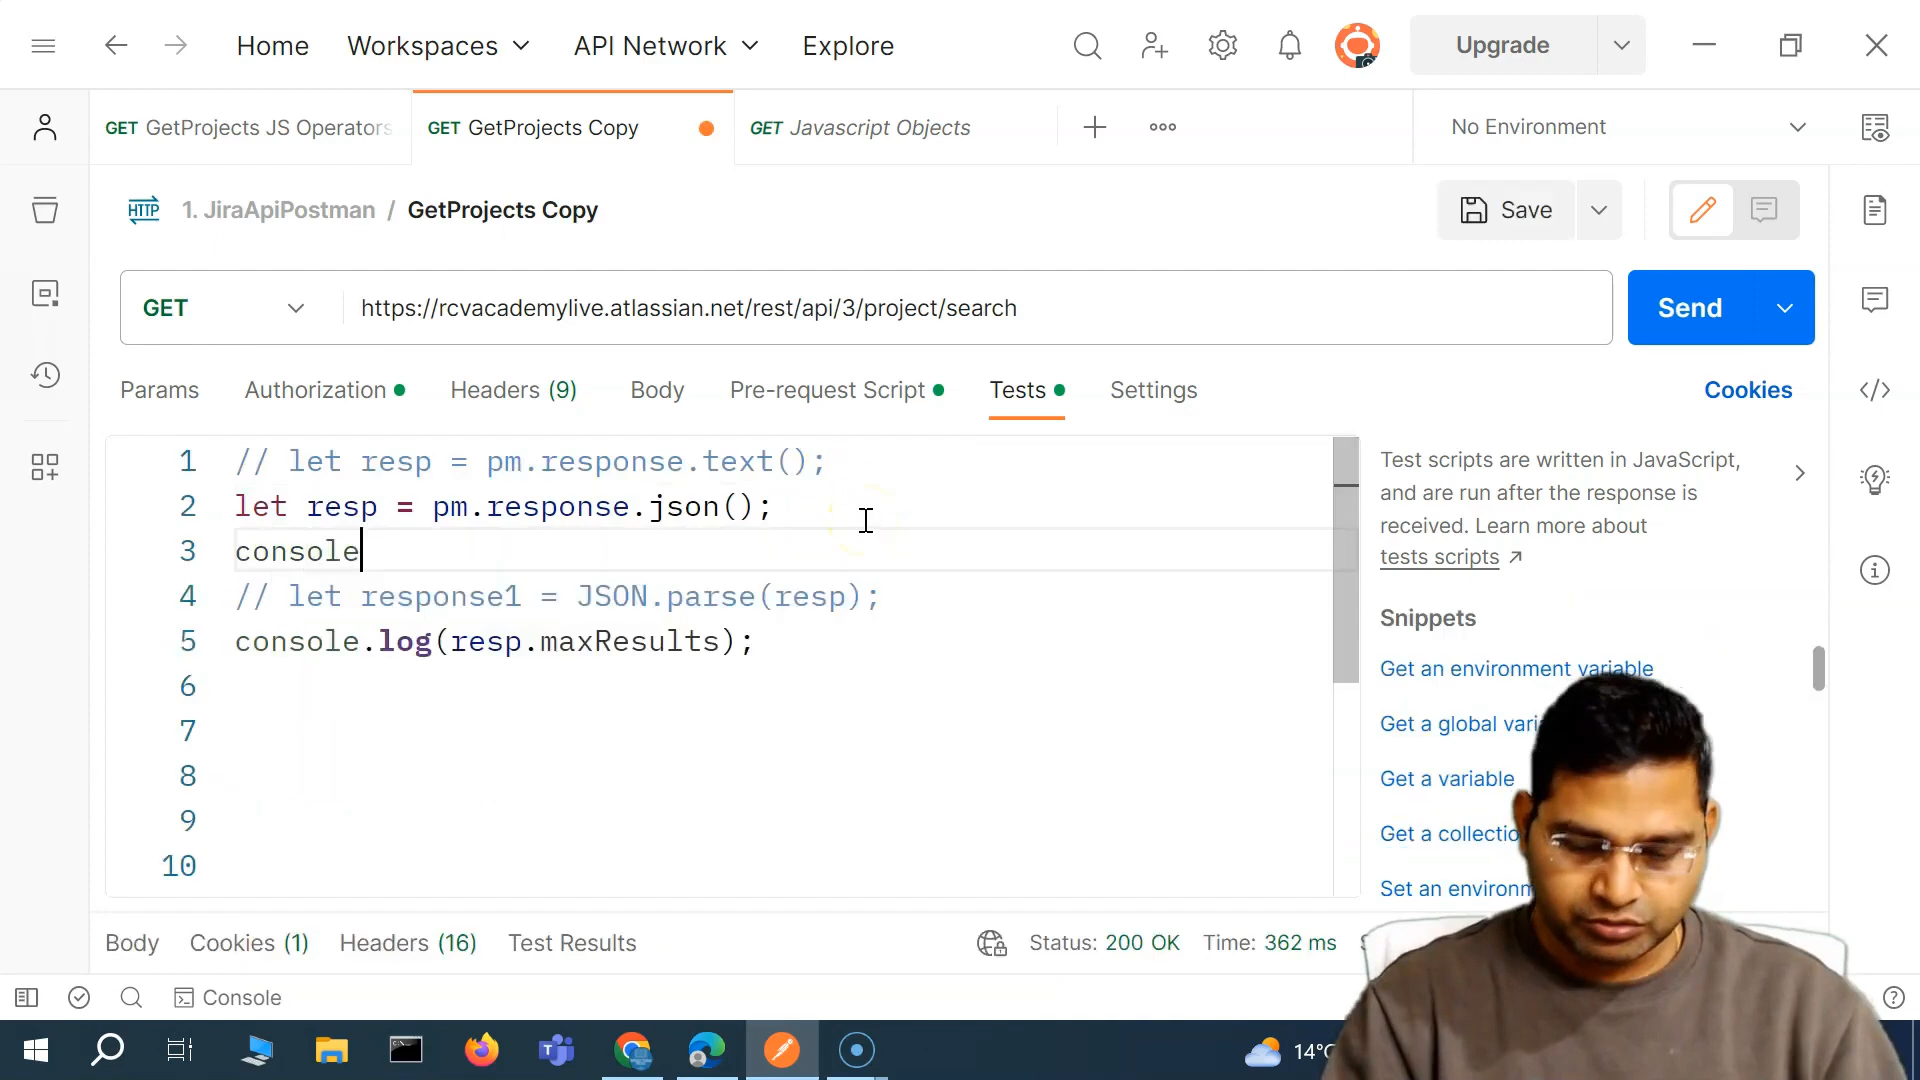 Home Workspaces API Network Explore Upgrade
GET GetProjects JS Operators GET GetProjects Copy GET Javascript Objects No Environment
HTTP 1. JiraApiPostman / GetProjects Copy Save
GET https://rcvacademylive.atlassian.net/rest/api/3/project/search Send
Params Authorization Headers (9) Body Pre-request Script Tests Settings Cookies
1 // let resp = pm.response.text();
2 let resp = pm.response.json();
3 console
4 // let response1 = JSON.parse(resp);
5 console.log(resp.maxResults);
6
7
8
9
10
Test scripts are written in JavaScript,
and are run after the response is
received. Learn more about
tests scripts ↗
Snippets
Get an environment variable
Get a global
Get a variable
Get a
Set an
Body Cookies (1) Headers (16) Test Results Status: 200 OK Time: 362 ms
Console
14°C